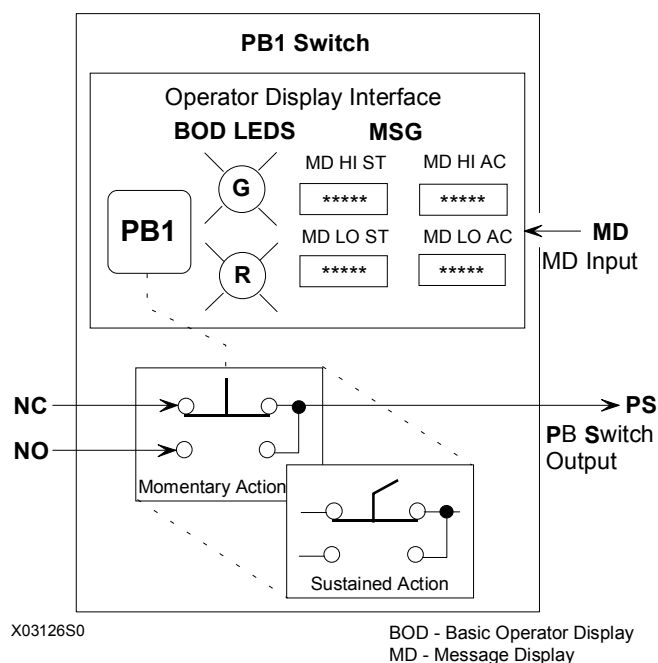 PB1 Switch
Operator Display Interface
BOD LEDS MSG
MD HI ST MD HI AC
G
***** *****
PB1
MD LO ST MD LO AC
R
***** *****
MD
MD Input
NC
PS
NO
PB Switch
Output
Momentary Action
Sustained Action
X03126S0
BOD - Basic Operator Display
MD - Message Display